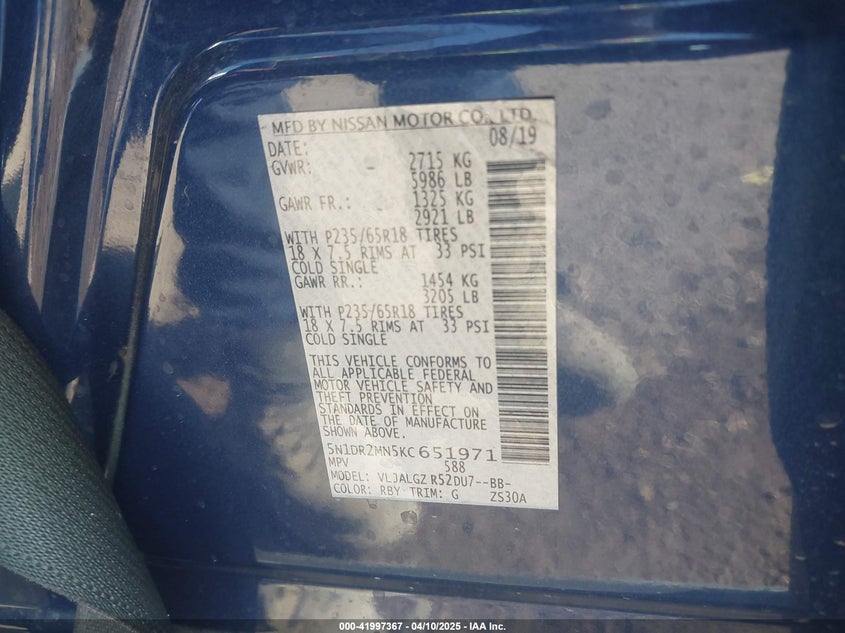 MFD BY NISSAN MOTOR CO., LTD.
DATE: 08/19
GVWR: 2715 KG
5986 LB
GAWR FR.: 1325 KG
2921 LB
WITH P235/65R18 TIRES
18 X 7.5 RIMS AT 33 PSI
COLD SINGLE
GAWR RR.: 1454 KG
3205 LB
WITH P235/65R18 TIRES
18 X 7.5 RIMS AT 33 PSI
COLD SINGLE
THIS VEHICLE CONFORMS TO
ALL APPLICABLE FEDERAL
MOTOR VEHICLE SAFETY AND
THEFT PREVENTION
STANDARDS IN EFFECT ON
THE DATE OF MANUFACTURE
SHOWN ABOVE.
5N1DR2MN5KC651971
MPV 588
MODEL: VLJALGZ R52DU7--BB-
COLOR: RBY TRIM: G ZS30A
000-41997367 - 04/10/2025 - IAA Inc.